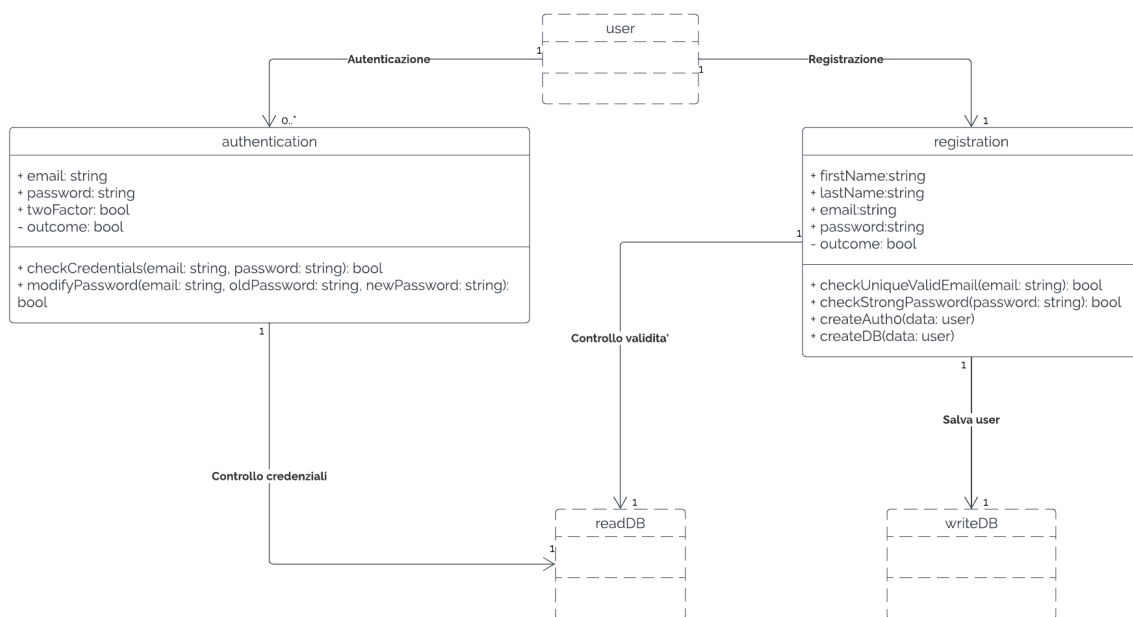 user
1
Autenticazione
1
Registrazione
0..*
1
authentication
+ email: string
+ password: string
+ twoFactor: bool
- outcome: bool
+ checkCredentials(email: string, password: string): bool
+ modifyPassword(email: string, oldPassword: string, newPassword: string):
bool
1
registration
+ firstName:string
+ lastName:string
+ email:string
+ password:string
- outcome: bool
+ checkUniqueValidEmail(email: string): bool
+ checkStrongPassword(password: string): bool
+ createAuth0(data: user)
+ createDB(data: user)
1
Controllo validita'
1
Salva user
Controllo credenziali
1
1
readDB
1
writeDB
1